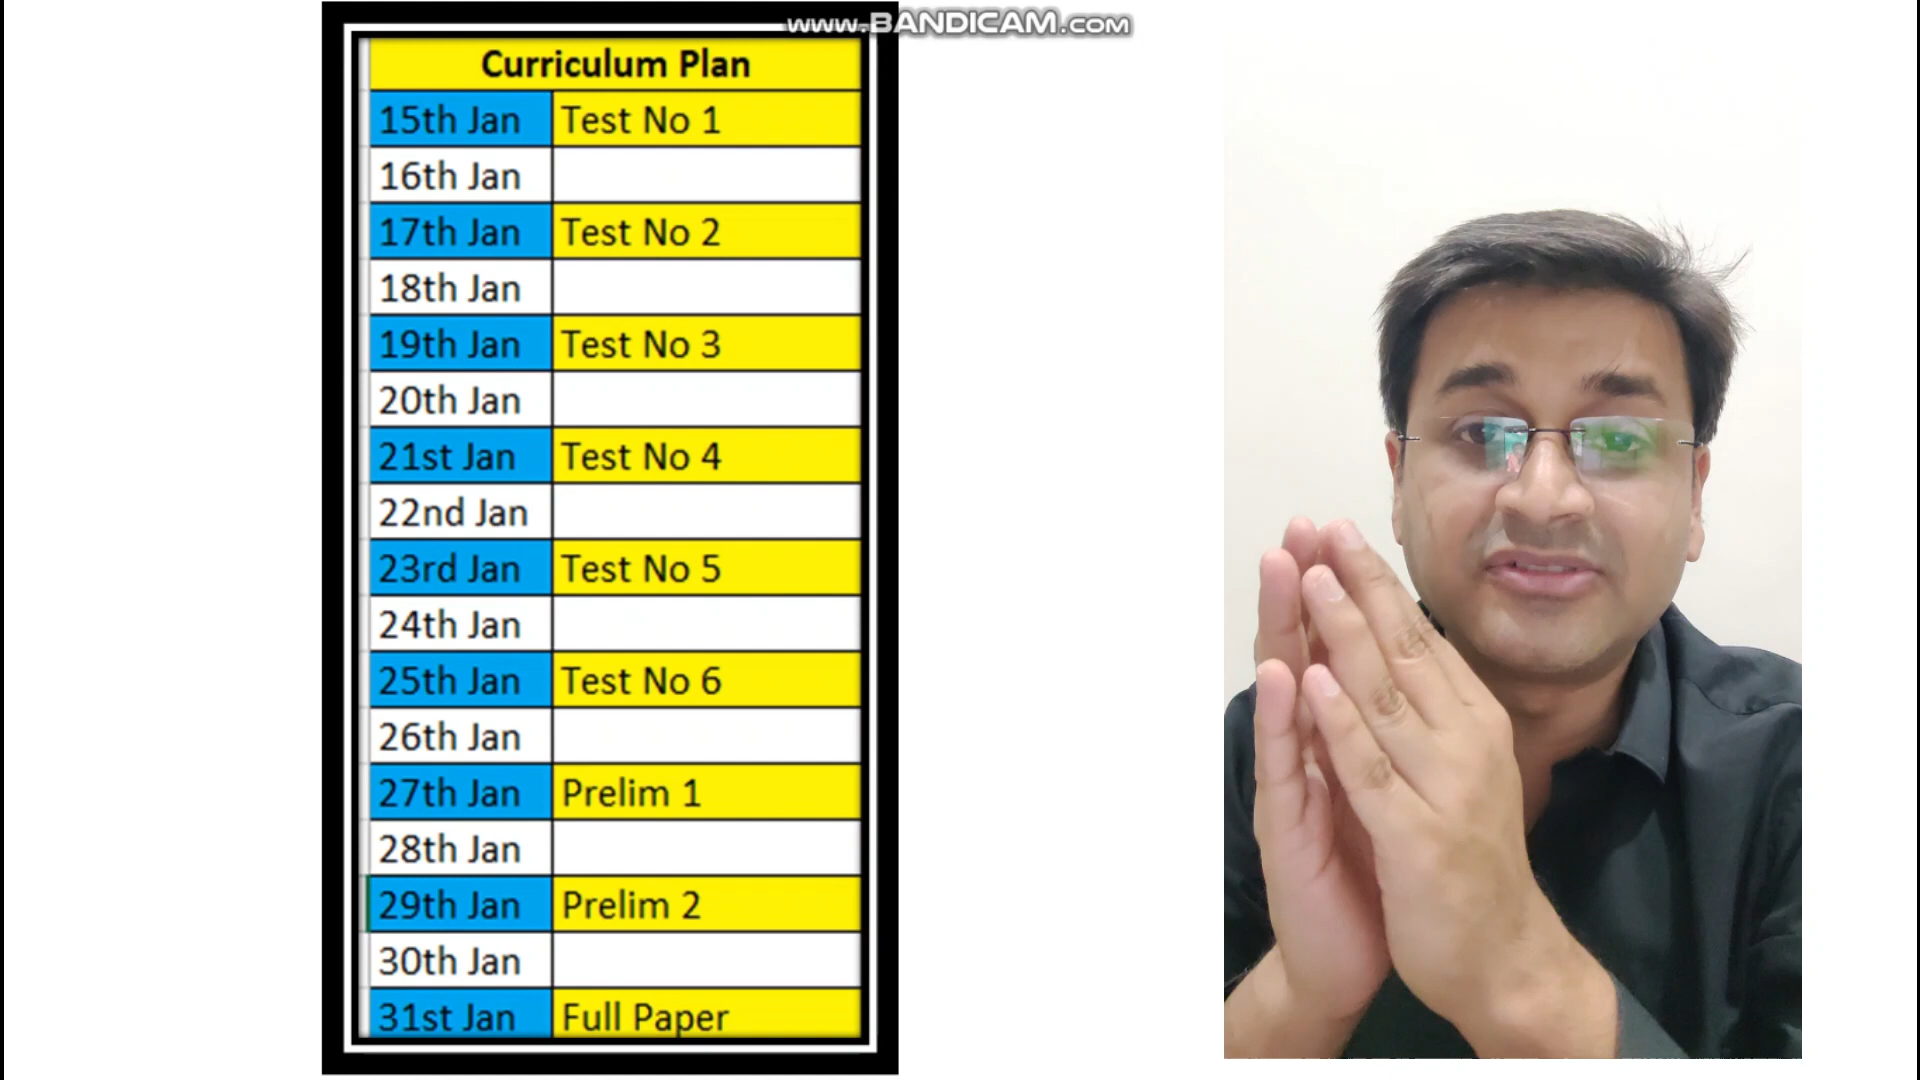 www.BANDICAM.com
Curriculum Plan
15th Jan Test No 1
16th Jan
17th Jan Test No 2
18th Jan
19th Jan Test No 3
20th Jan
21st Jan Test No 4
22nd Jan
23rd Jan Test No 5
24th Jan
25th Jan Test No 6
26th Jan
27th Jan Prelim 1
28th Jan
29th Jan Prelim 2
30th Jan
31st Jan Full Paper